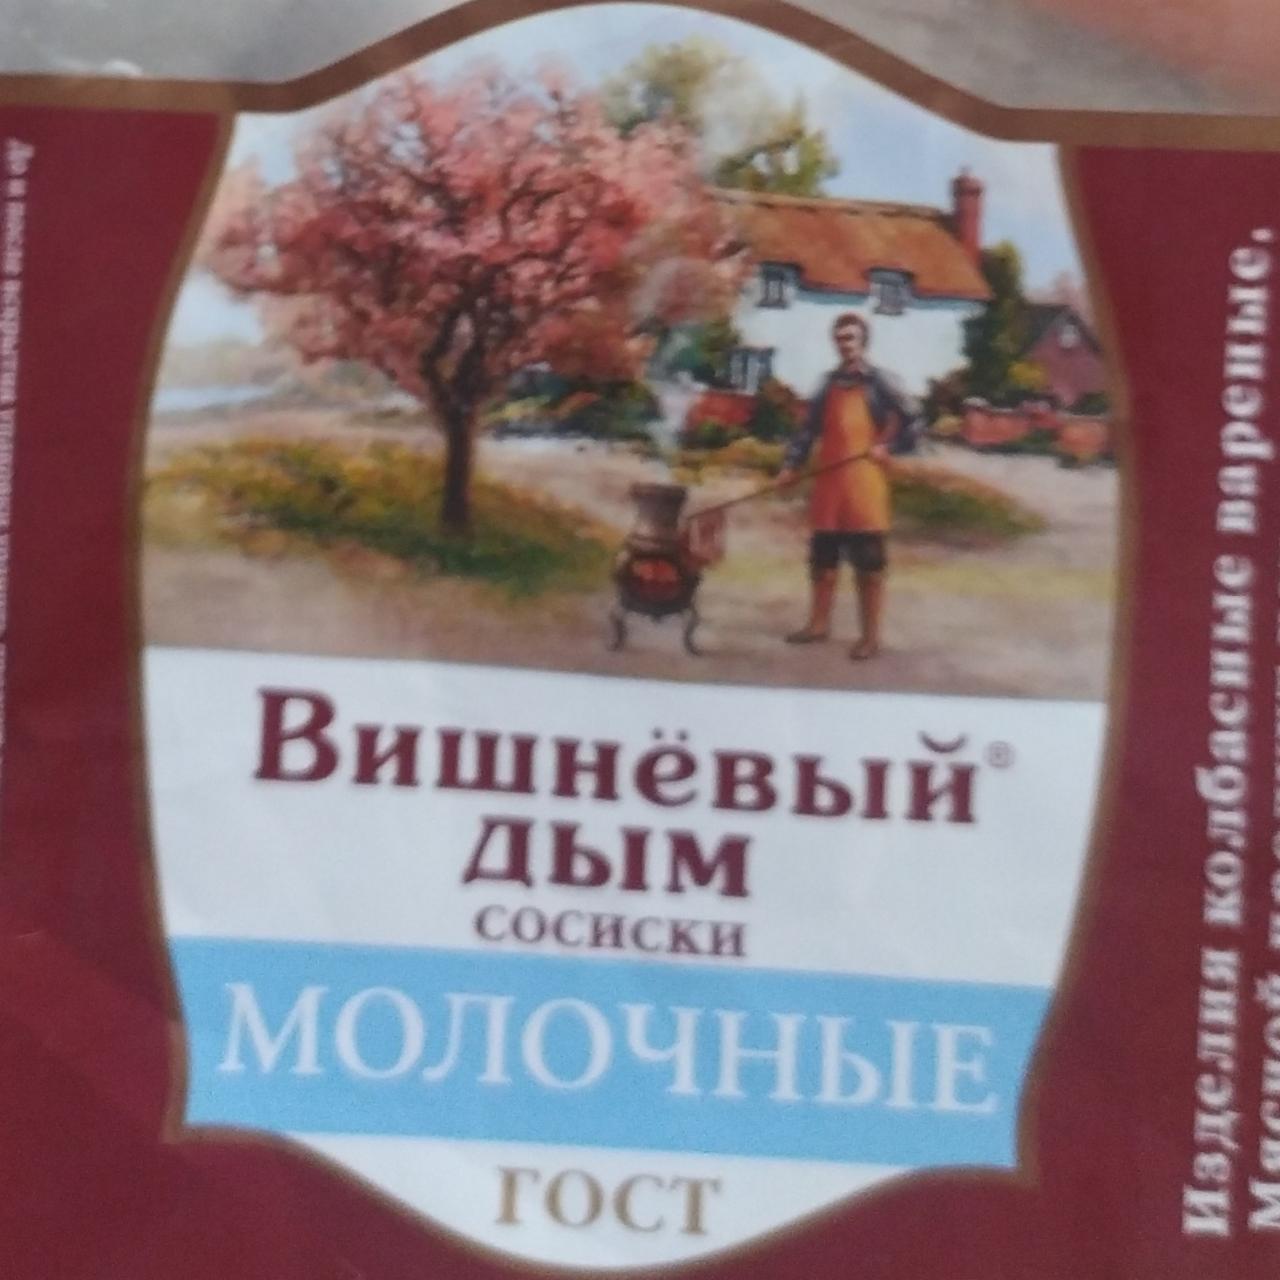 Вишнёвый®
дым
сосиски
МОЛОЧНЫЕ
ГОСТ
Изделия колбасные вареные.